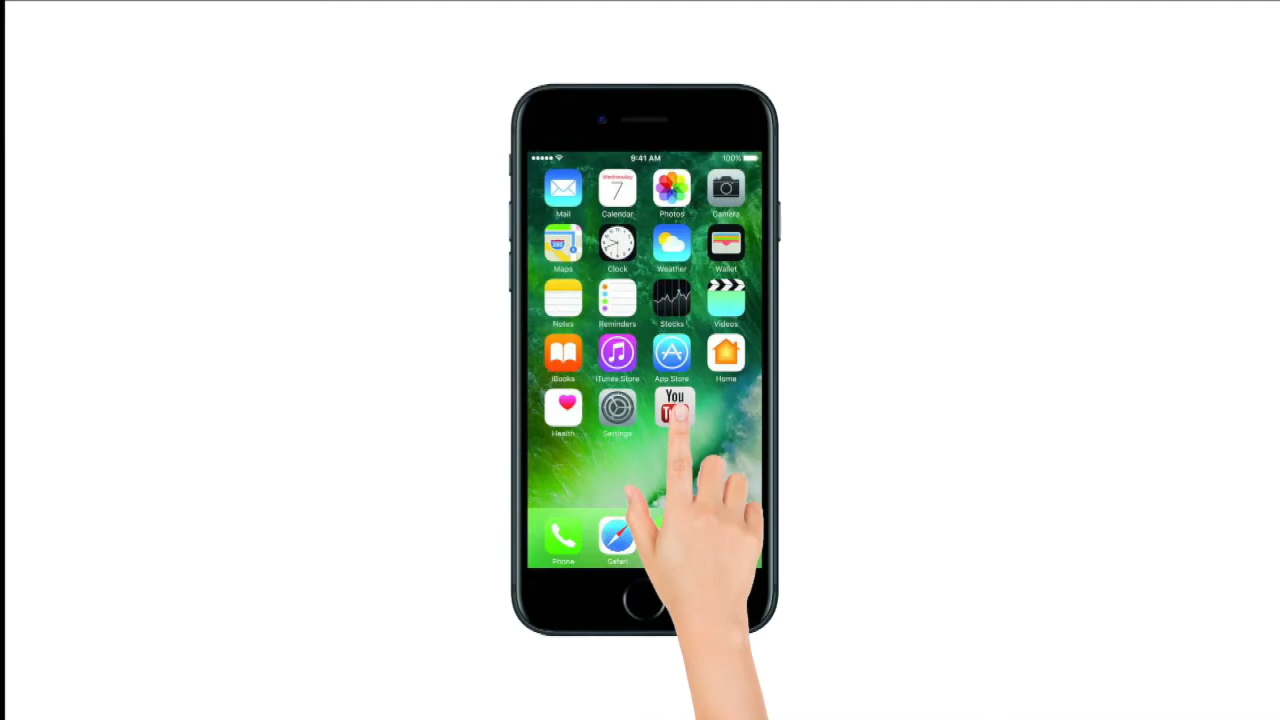 9:41 AM 100%
Wednesday
7
Mail Calendar Photos Camera
280
Maps Clock Weather Wallet
Notes Reminders Stocks Videos
iBooks iTunes Store App Store Home
You
Health Settings
Phone Safari